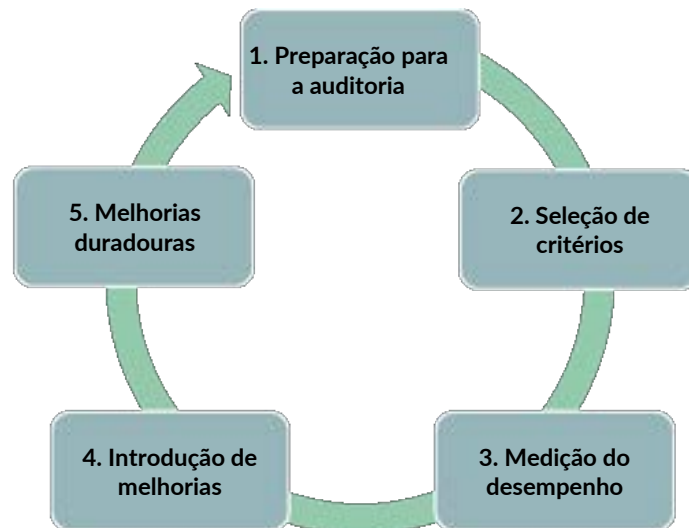 1. Preparação para
a auditoria
2. Seleção de
critérios
3. Medição do
desempenho
4. Introdução de
melhorias
5. Melhorias
duradouras